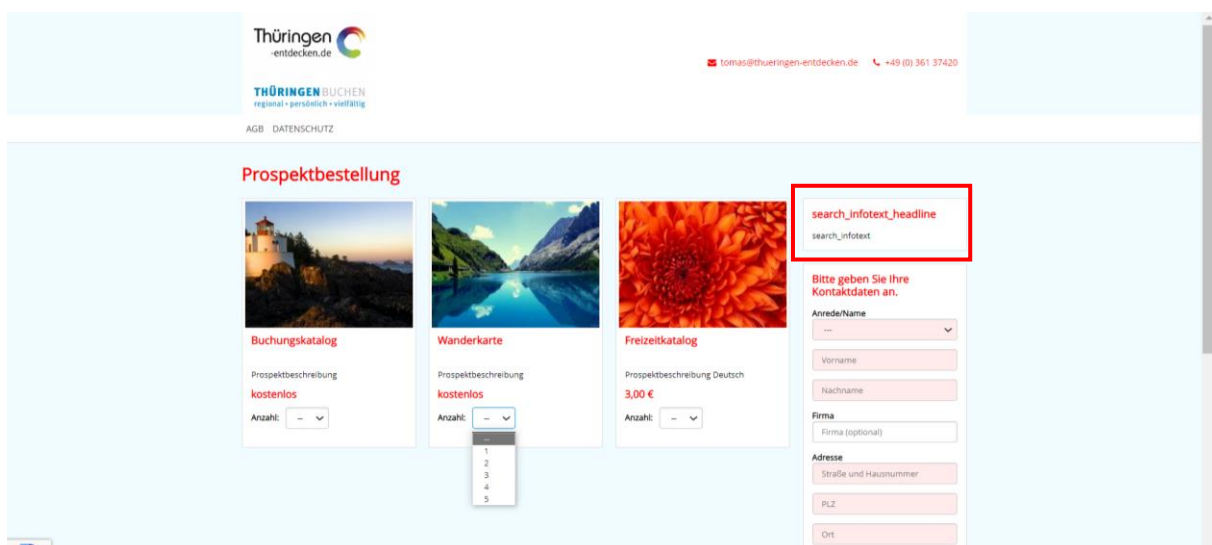 Thüringen
-entdecken.de
tomas@thueringen-entdecken.de +49 (0) 361 37420
THÜRINGEN BUCHEN
regional • persönlich • vielfältig
AGB DATENSCHUTZ
Prospektbestellung
Buchungskatalog
Prospektbeschreibung
kostenlos
Anzahl: --
Wanderkarte
Prospektbeschreibung
kostenlos
Anzahl: --
--
1
2
3
4
5
Freizeitkatalog
Prospektbeschreibung Deutsch
3,00 €
Anzahl: --
search_infotext_headline
search_infotext
Bitte geben Sie Ihre
Kontaktdaten an.
Anrede/Name
---
Vorname
Nachname
Firma
Firma (optional)
Adresse
Straße und Hausnummer
PLZ
Ort